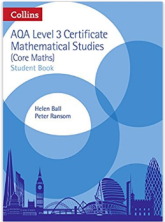 Collins
AQA Level 3 Certificate
Mathematical Studies
(Core Maths)
Student Book
Helen Ball
Peter Ransom